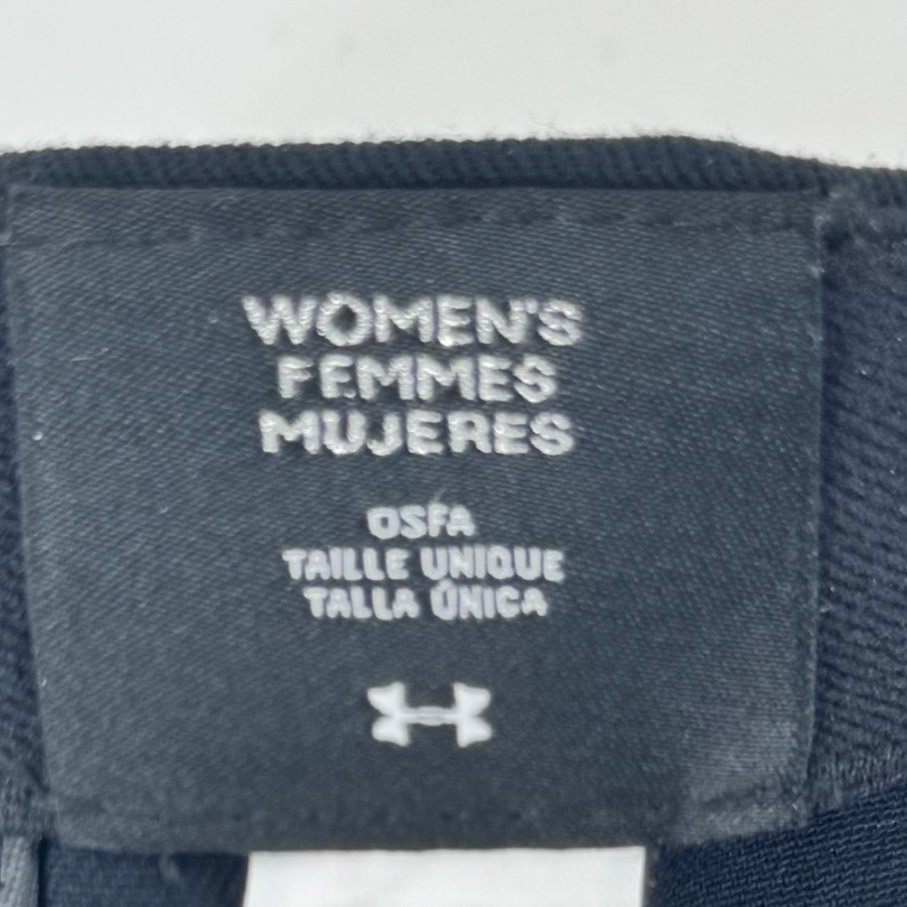 WOMEN'S
FEMMES
MUJERES
OSFA
TAILLE UNIQUE
TALLA ÚNICA